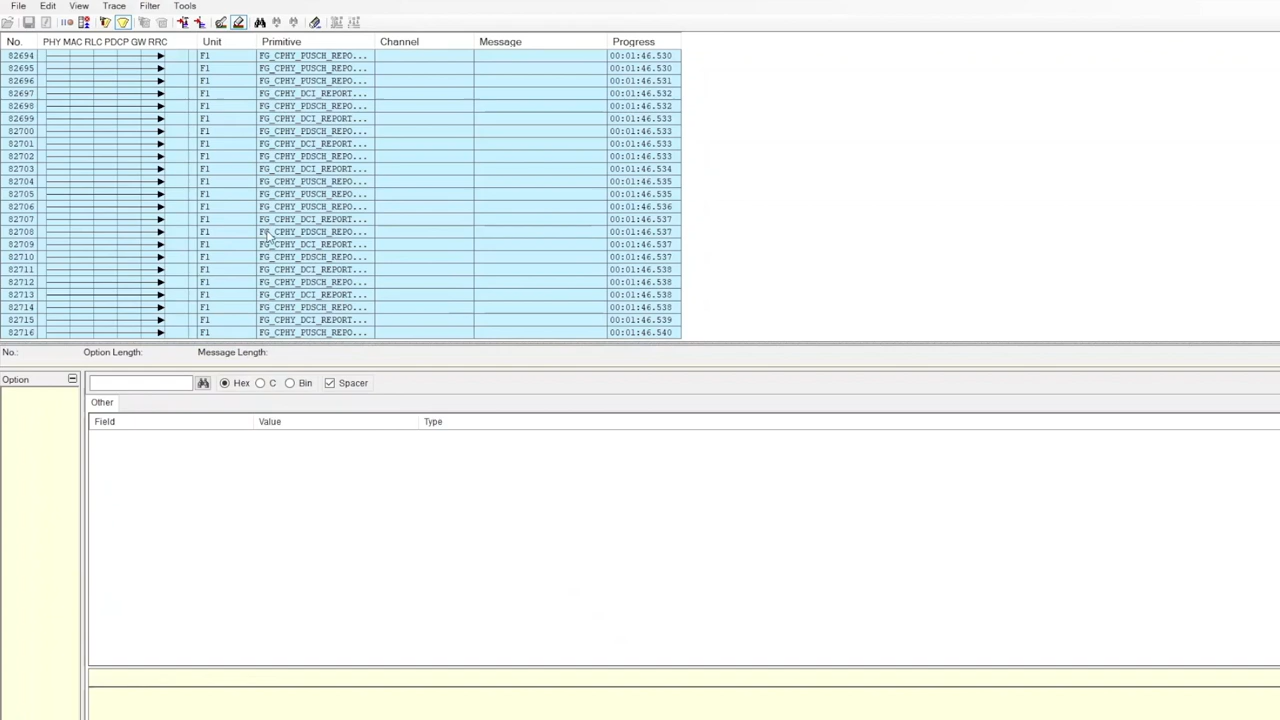 File Edit View Trace Filter Tools
No. PHY MAC RLC PDCP GW RRC Unit Primitive Channel Message Progress
82694 F1 FG_CPHY_PUSCH_REPO... 00:01:46.530
82695 F1 FG_CPHY_PUSCH_REPO... 00:01:46.530
82696 F1 FG_CPHY_PUSCH_REPO... 00:01:46.531
82697 F1 FG_CPHY_DCI_REPORT... 00:01:46.532
82698 F1 FG_CPHY_PDSCH_REPO... 00:01:46.532
82699 F1 FG_CPHY_DCI_REPORT... 00:01:46.533
82700 F1 FG_CPHY_PDSCH_REPO... 00:01:46.533
82701 F1 FG_CPHY_DCI_REPORT... 00:01:46.533
82702 F1 FG_CPHY_PDSCH_REPO... 00:01:46.533
82703 F1 FG_CPHY_DCI_REPORT... 00:01:46.534
82704 F1 FG_CPHY_PUSCH_REPO... 00:01:46.535
82705 F1 FG_CPHY_PUSCH_REPO... 00:01:46.535
82706 F1 FG_CPHY_PUSCH_REPO... 00:01:46.536
82707 F1 FG_CPHY_DCI_REPORT... 00:01:46.537
82708 F1 FG_CPHY_PDSCH_REPO... 00:01:46.537
82709 F1 FG_CPHY_DCI_REPORT... 00:01:46.537
82710 F1 FG_CPHY_PDSCH_REPO... 00:01:46.537
82711 F1 FG_CPHY_DCI_REPORT... 00:01:46.538
82712 F1 FG_CPHY_PDSCH_REPO... 00:01:46.538
82713 F1 FG_CPHY_DCI_REPORT... 00:01:46.538
82714 F1 FG_CPHY_PDSCH_REPO... 00:01:46.538
82715 F1 FG_CPHY_DCI_REPORT... 00:01:46.539
82716 F1 FG_CPHY_PUSCH_REPO... 00:01:46.540
No.: Option Length: Message Length:
Option Hex C Bin Spacer
Other
Field Value Type